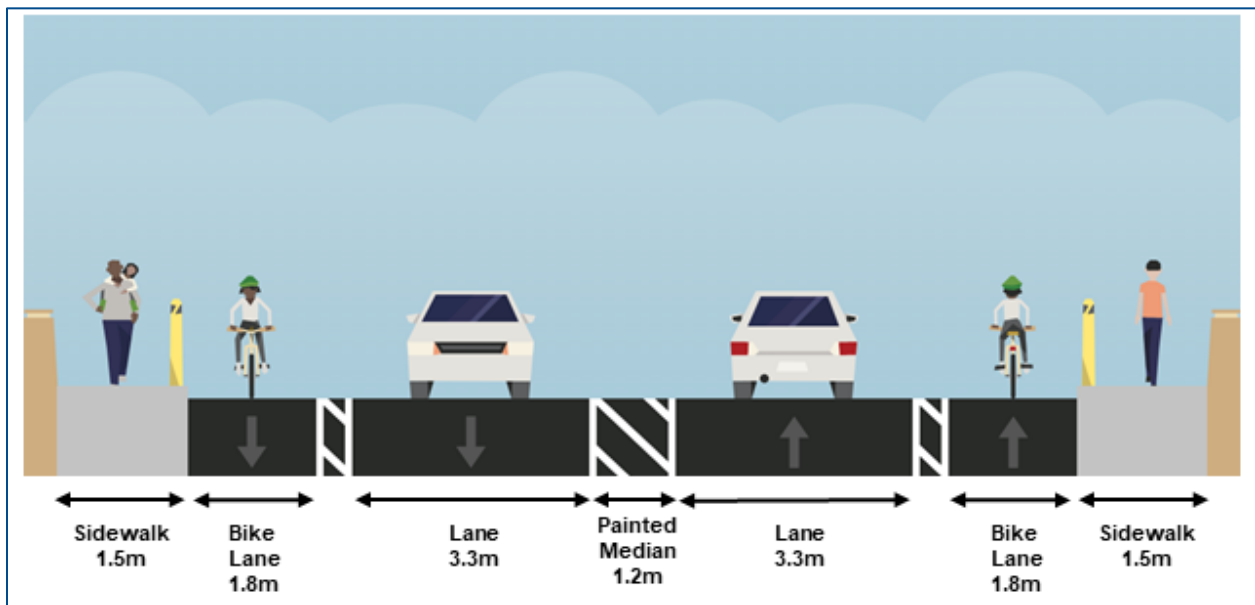 Sidewalk
1.5m
Bike
Lane
1.8m
Lane
3.3m
Painted
Median
1.2m
Lane
3.3m
Bike
Lane
1.8m
Sidewalk
1.5m